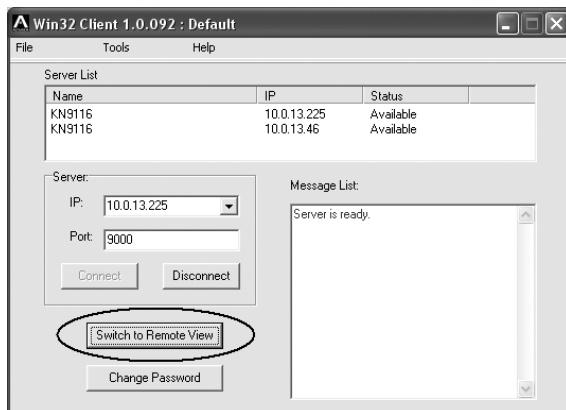 Win32 Client 1.0.092 : Default
File Tools Help
Server List
Name IP Status
KN9116 10.0.13.225 Available
KN9116 10.0.13.46 Available
Server:
IP: 10.0.13.225
Port: 9000
Connect Disconnect
Switch to Remote View
Change Password
Message List:
Server is ready.